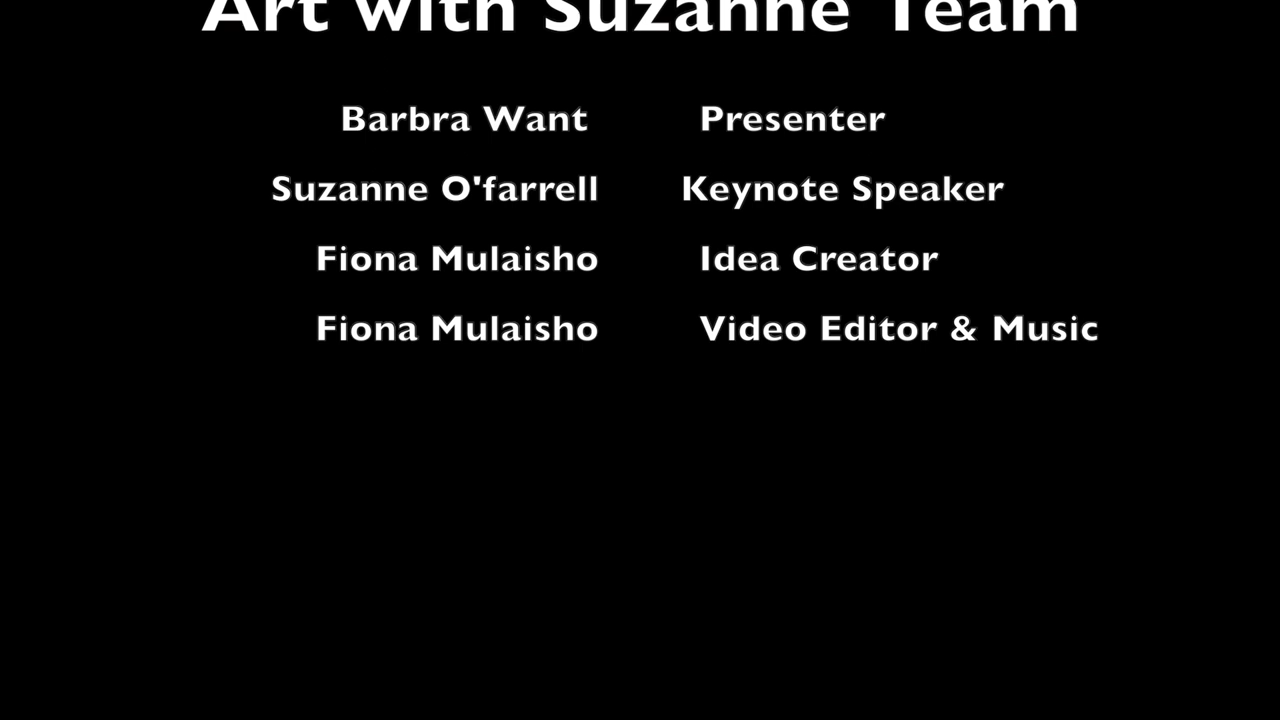 Art with Suzanne Team
Barbra Want Presenter
Suzanne O'farrell Keynote Speaker
Fiona Mulaisho Idea Creator
Fiona Mulaisho Video Editor & Music